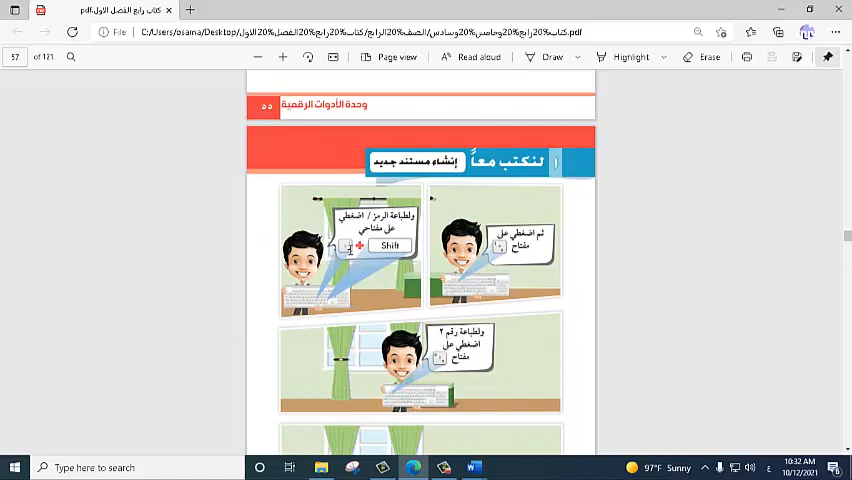 كتاب رابع الفصل الاول.pdf
File
C:/Users/osama/Desktop/كتاب%20رابع%20وخامس%20وسادس/الصف%20الرابع/كتاب%20رابع%20الفصل%20الاول.pdf
57 of 121
Page view
Read aloud
Draw
Highlight
Erase
وحدة الأدوات الرقمية ٥٥
١ لنكتب معاً إنشاء مستند جديد
ثم اضغطي على
مفتاح
ولطباعة الرمز / اضغطي
على مفتاحي
Shift +
ولطباعة رقم ٢
اضغطي على
مفتاح
Type here to search
97°F Sunny
ع
10:32 AM
10/12/2021
6